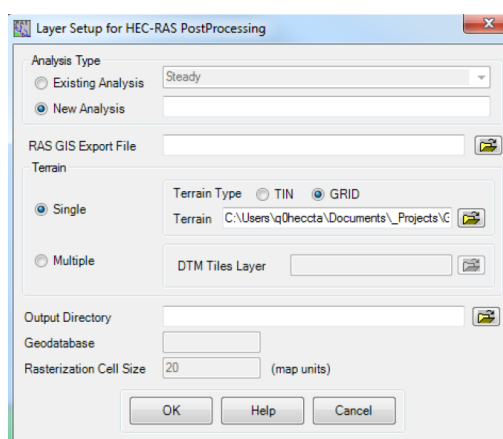 Layer Setup for HEC-RAS PostProcessing
Analysis Type
Existing Analysis
Steady
New Analysis
RAS GIS Export File
Terrain
Single
Terrain Type
TIN
GRID
Terrain
C:\Users\q0heccta\Documents\_Projects\G
Multiple
DTM Tiles Layer
Output Directory
Geodatabase
Rasterization Cell Size
20
(map units)
OK
Help
Cancel